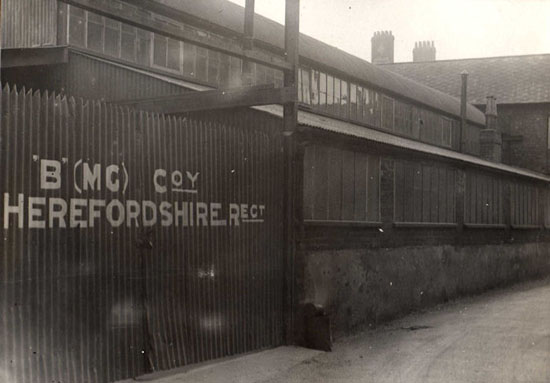 "B" (MG) COY
HEREFORDSHIRE REGT